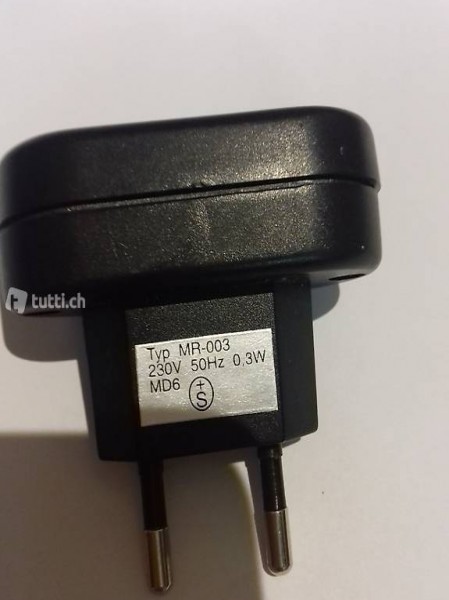 tutti.ch
Typ MR-003
230V 50Hz 0,3W
MD6 +S